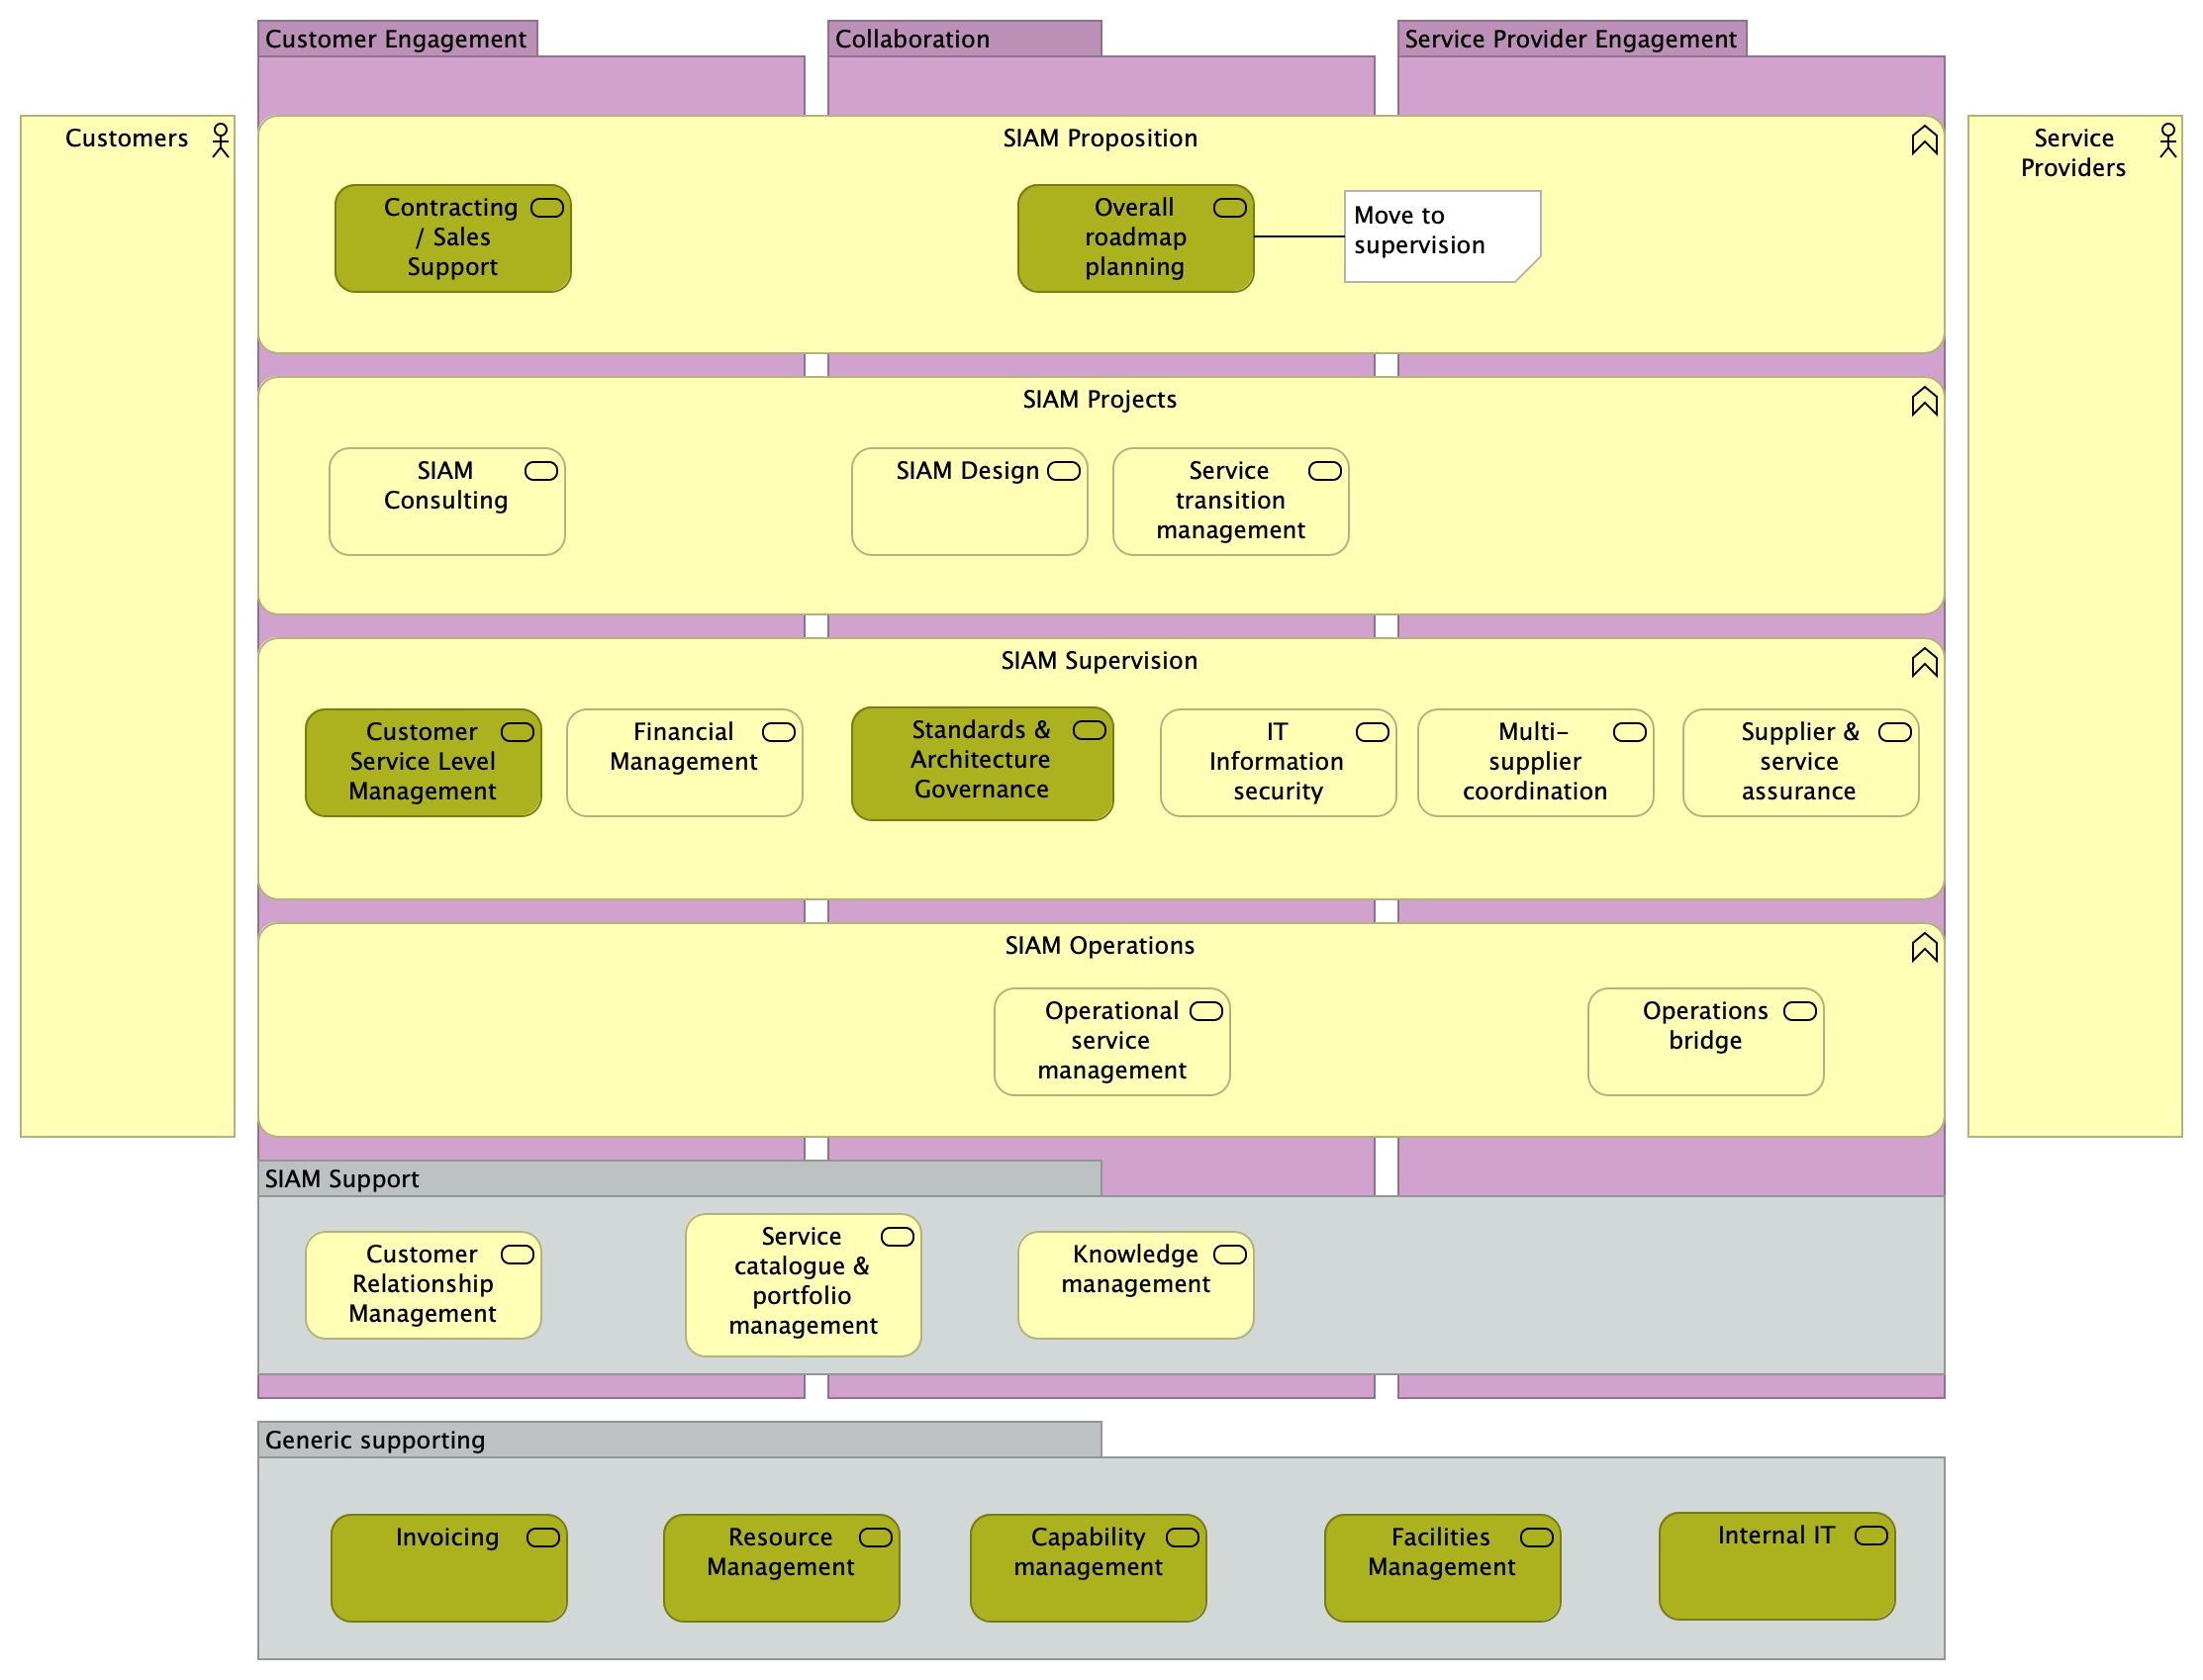 Customer Engagement
Collaboration
Service Provider Engagement
Customers
Service
Providers
SIAM Proposition
Contracting
/ Sales
Support
Overall
roadmap
planning
Move to
supervision
SIAM Projects
SIAM
Consulting
SIAM Design
Service
transition
management
SIAM Supervision
Customer
Service Level
Management
Financial
Management
Standards &
Architecture
Governance
IT
Information
security
Multi-
supplier
coordination
Supplier &
service
assurance
SIAM Operations
Operational
service
management
Operations
bridge
SIAM Support
Customer
Relationship
Management
Service
catalogue &
portfolio
management
Knowledge
management
Generic supporting
Invoicing
Resource
Management
Capability
management
Facilities
Management
Internal IT